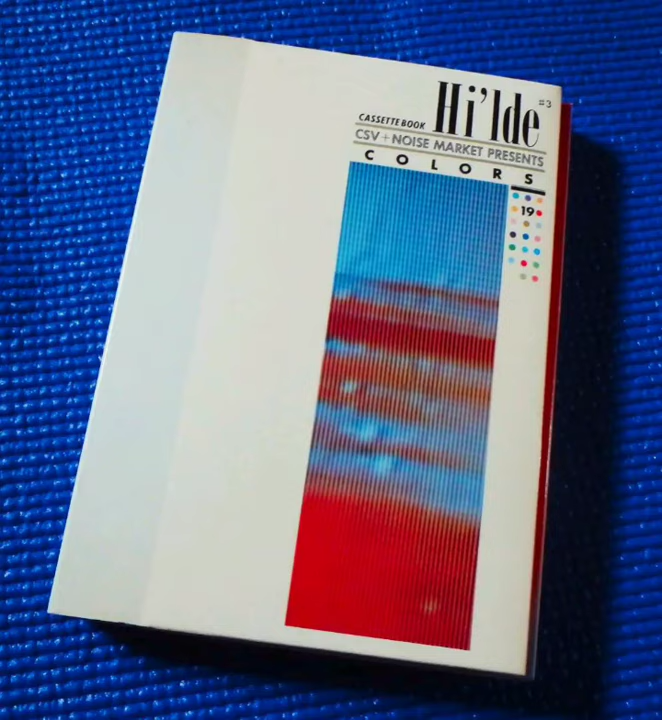 Hi'lde #3
CASSETTE BOOK
CSV + NOISE MARKET PRESENTS
COLORS
19